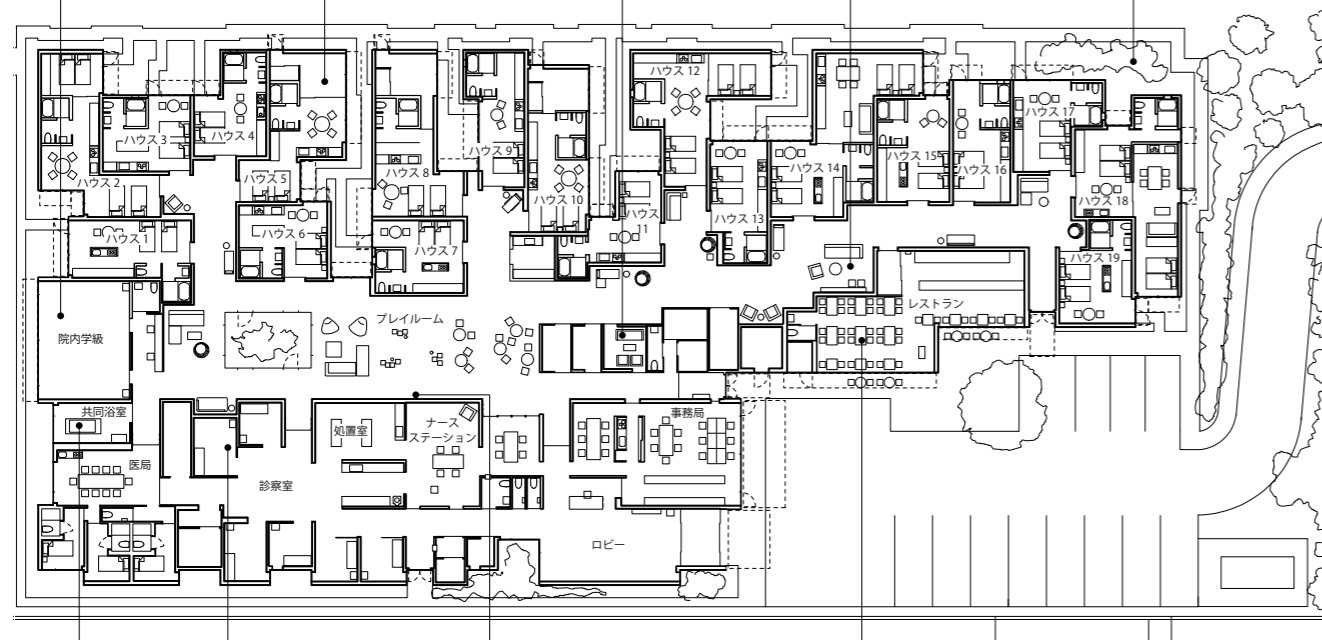 ハウス 12
ハウス 17
ハウス 3
ハウス 4
ハウス 9
ハウス 15
ハウス 14
ハウス 16
ハウス 8
ハウス 5
ハウス 2
ハウス 10
ハウス 18
ハウス
11
ハウス 13
ハウス 6
ハウス 1
ハウス 7
ハウス 19
レストラン
プレイルーム
院内学級
共同浴室
処置室
ナース
ステーション
事務局
医局
診察室
ロビー